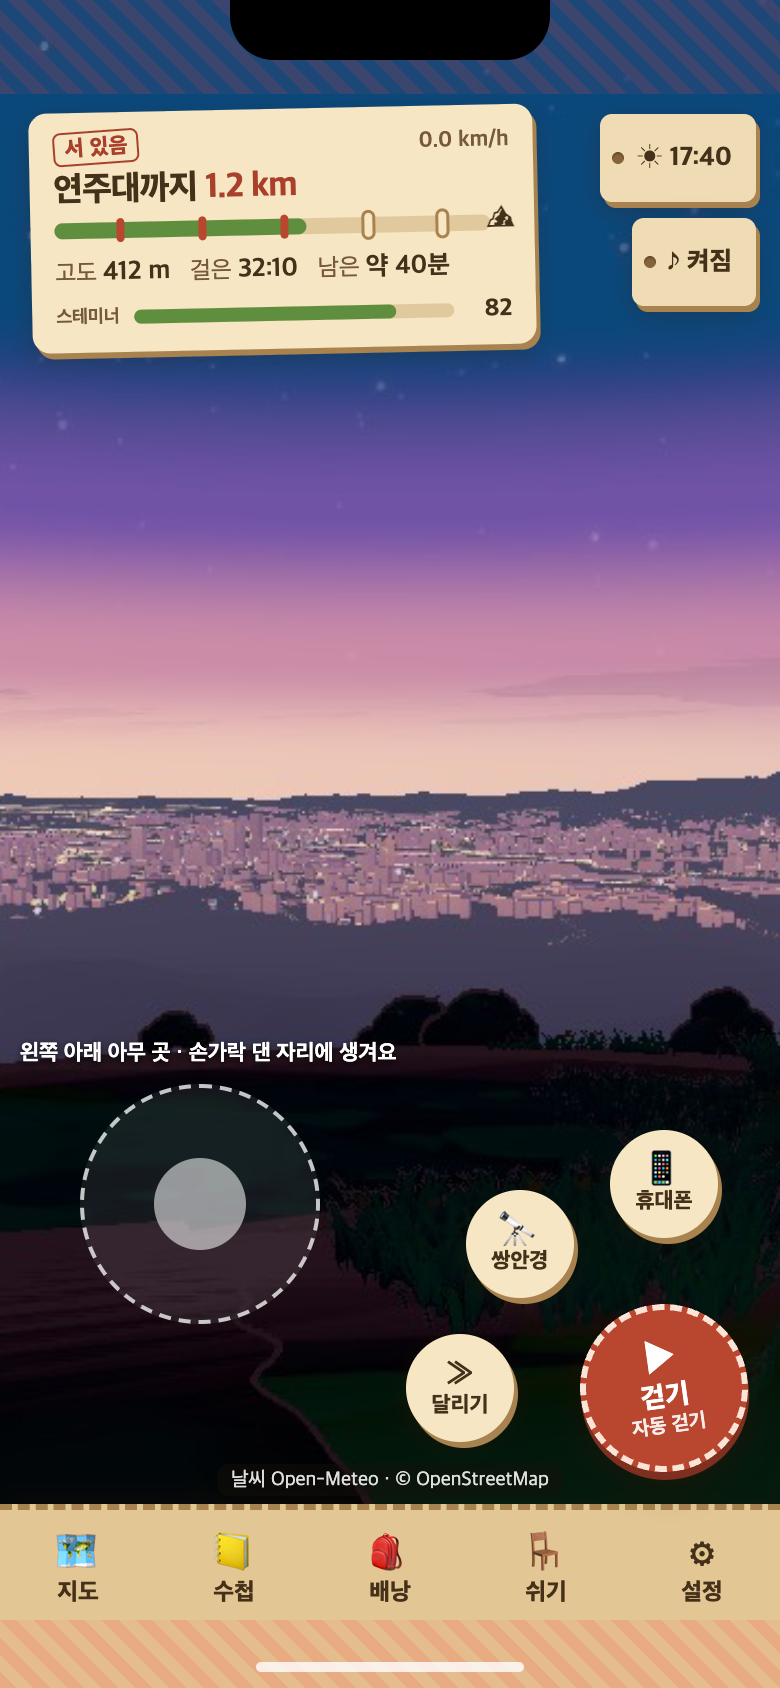 서 있음
0.0 km/h
연주대까지 1.2 km
고도 412 m 걸은 32:10 남은 약 40분
스테미너 82
17:40
♪ 켜짐
왼쪽 아래 아무 곳 · 손가락 댄 자리에 생겨요
휴대폰
쌍안경
달리기
걷기
자동 걷기
날씨 Open-Meteo · © OpenStreetMap
지도
수첩
배낭
쉬기
설정